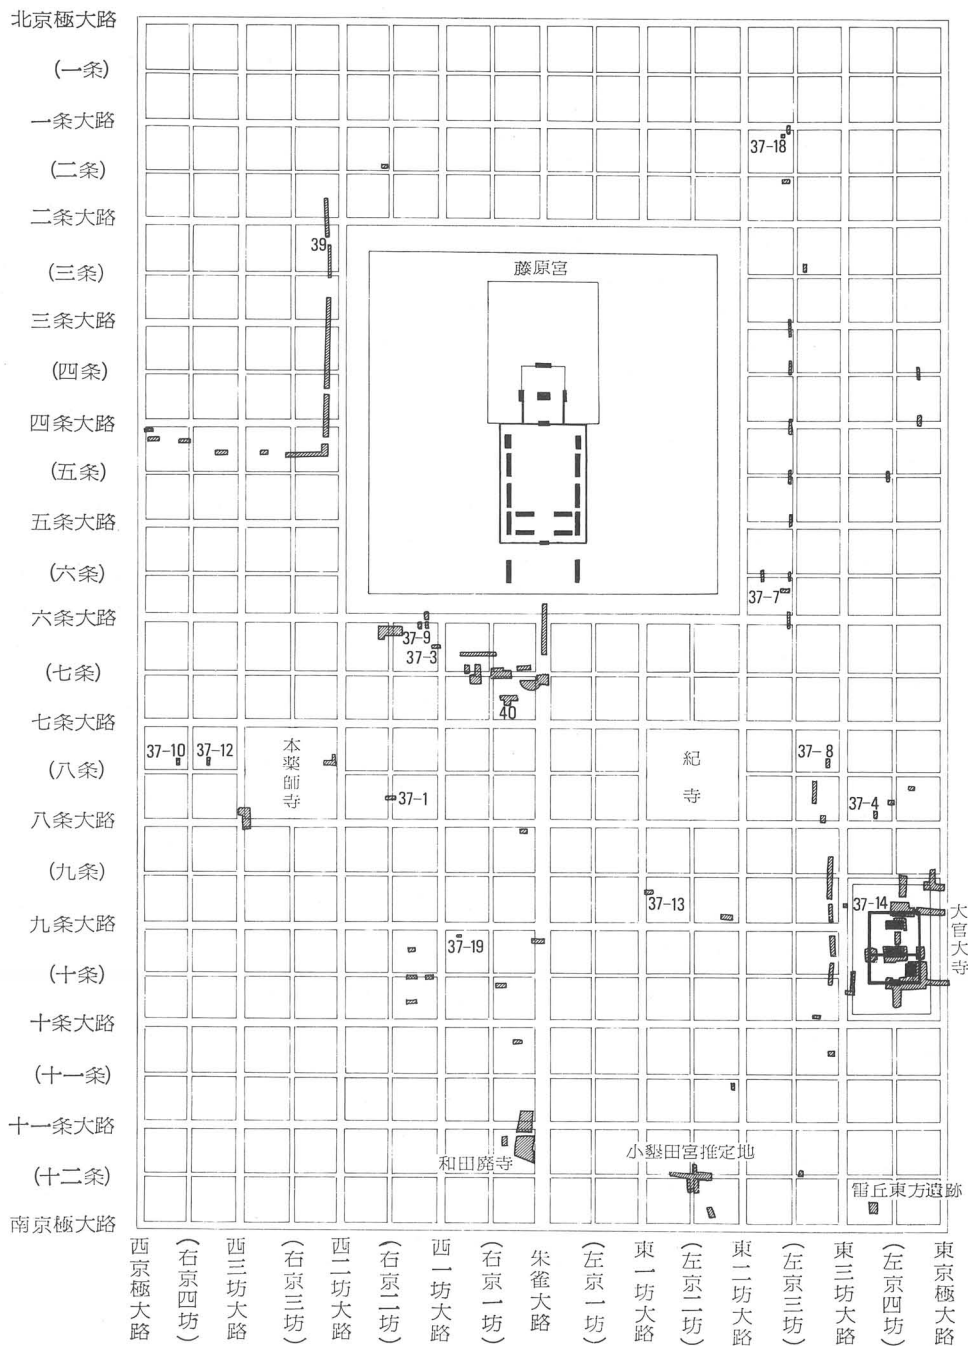 北京極大路
(一条)
一条大路
(二条)
二条大路
(三条)
三条大路
(四条)
四条大路
(五条)
五条大路
(六条)
六条大路
(七条)
七条大路
(八条)
八条大路
(九条)
九条大路
(十条)
十条大路
(十一条)
十一条大路
(十二条)
南京極大路
37-18
39
藤原宮
37-7
37-9
37-3
40
37-10
37-12
本薬師寺
紀寺
37-8
37-1
37-4
37-13
37-14
大官大寺
37-19
和田廃寺
小墾田宮推定地
雷丘東方遺跡
西京極大路
(右京四坊)
西三坊大路
(右京三坊)
西二坊大路
(右京二坊)
西一坊大路
(右京一坊)
朱雀大路
(左京一坊)
東一坊大路
(左京二坊)
東二坊大路
(左京三坊)
東三坊大路
(左京四坊)
東京極大路